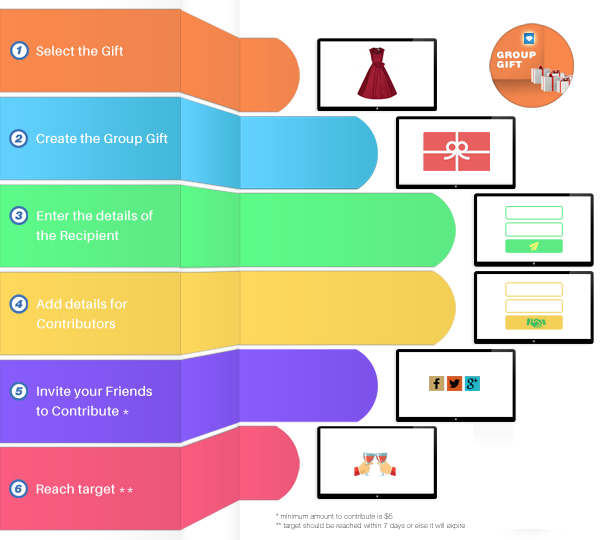 1 Select the Gift
GROUP
GIFT
2 Create the Group Gift
3 Enter the details of
the Recipient
4 Add details for
Contributors
5 Invite your Friends
to Contribute *
f g+
6 Reach target **
* minimum amount to contribute is $5
** target should be reached within 7 days or else it will expire